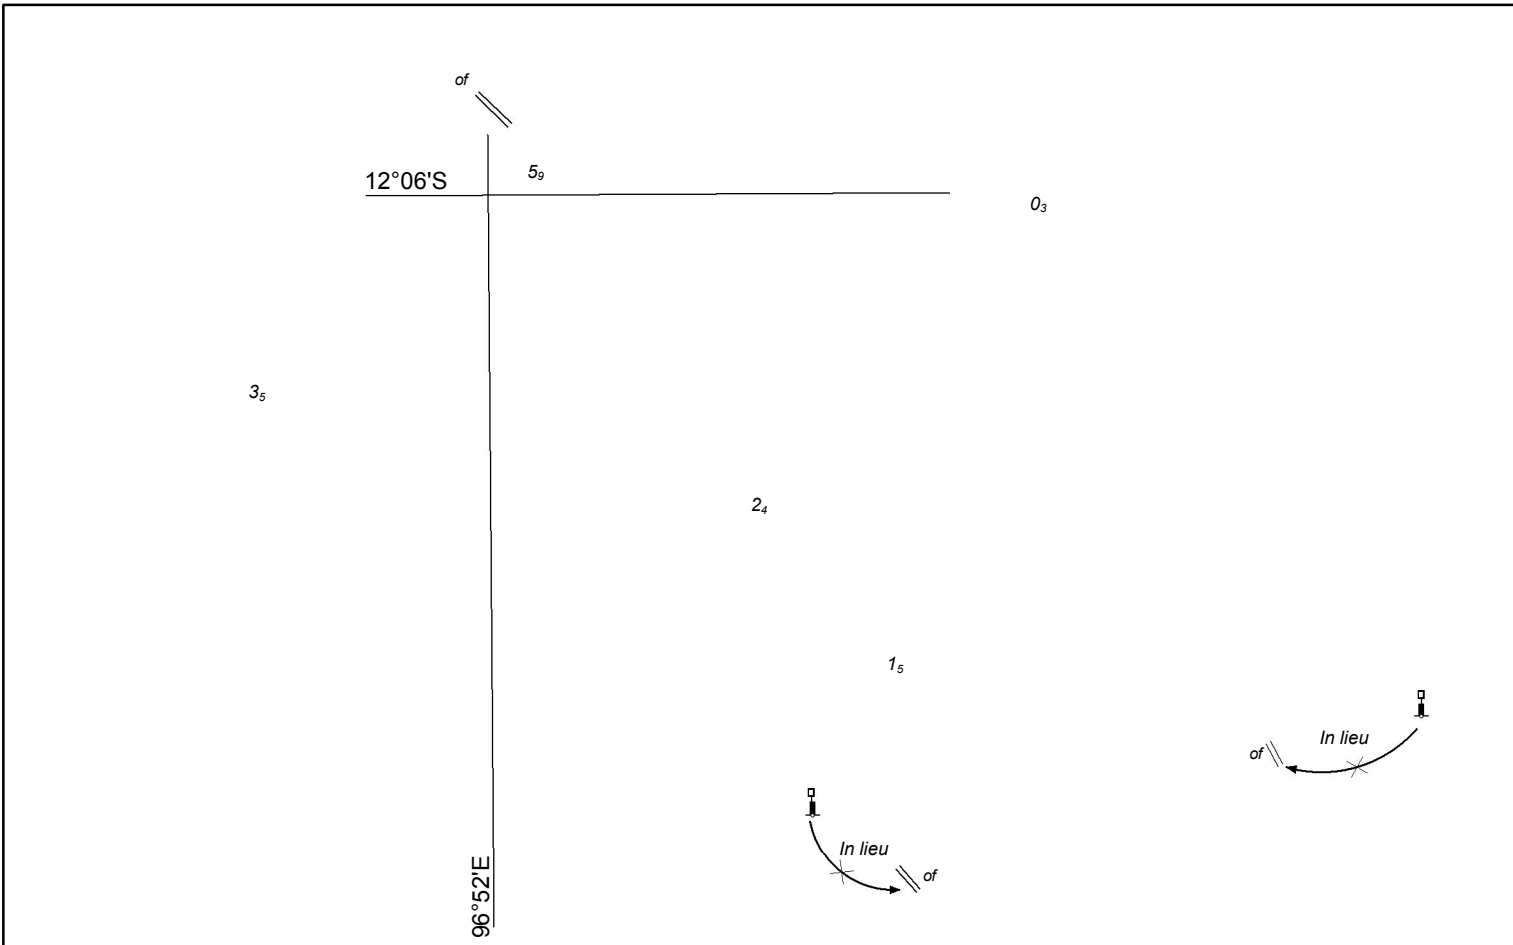 of
5₉
12°06'S
0₃
3₅
2₄
1₅
In lieu
of
In lieu
of
96°52'E